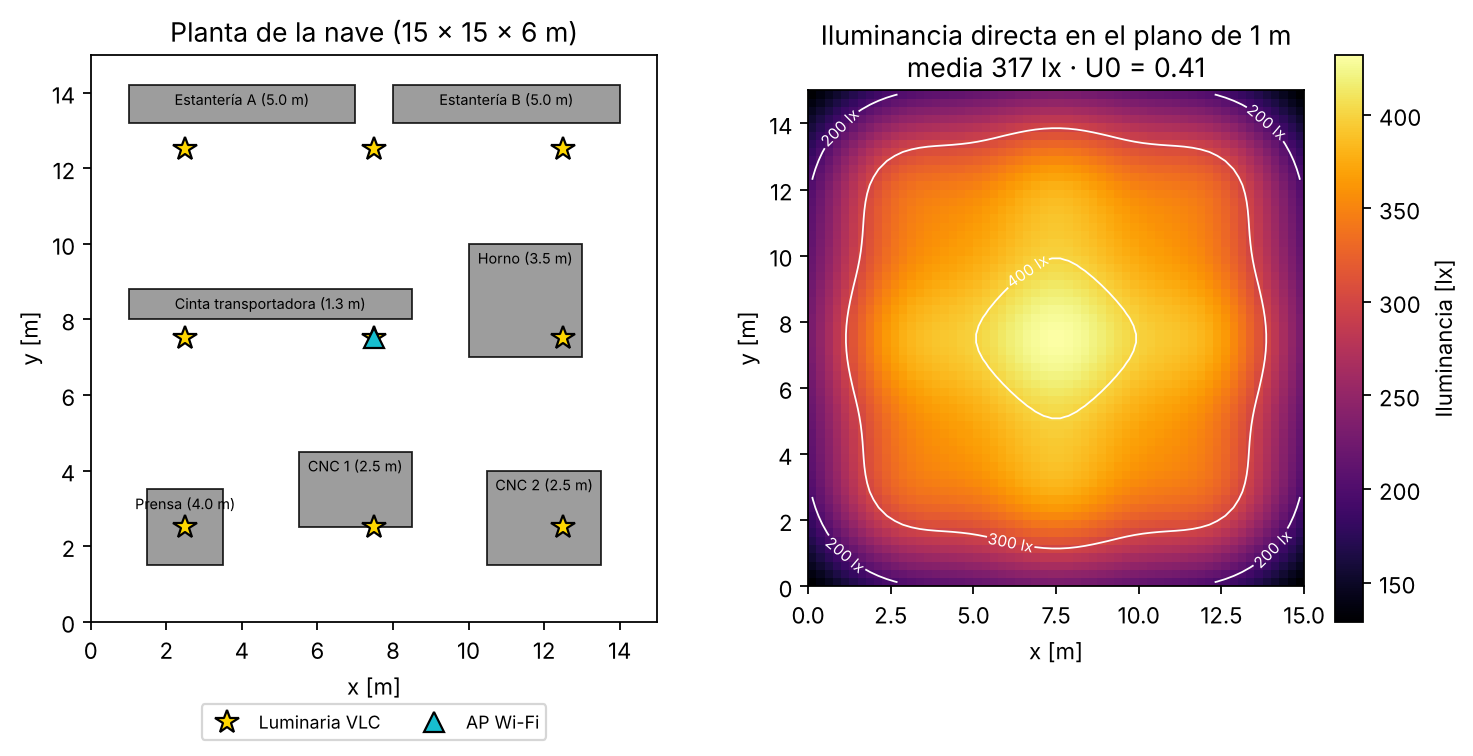 Planta de la nave (15 × 15 × 6 m)
14
12
10
8
6
4
2
0
y [m]
Estantería A (5.0 m)
Estantería B (5.0 m)
Horno (3.5 m)
Cinta transportadora (1.3 m)
CNC 1 (2.5 m)
CNC 2 (2.5 m)
Prensa (4.0 m)
0 2 4 6 8 10 12 14
x [m]
Luminaria VLC AP Wi-Fi
Iluminancia directa en el plano de 1 m
media 317 lx · U0 = 0.41
14
12
10
8
6
4
2
0
y [m]
200 lx
200 lx
400 lx
300 lx
200 lx
200 lx
0.0 2.5 5.0 7.5 10.0 12.5 15.0
x [m]
400
350
300
250
200
150
Iluminancia [lx]